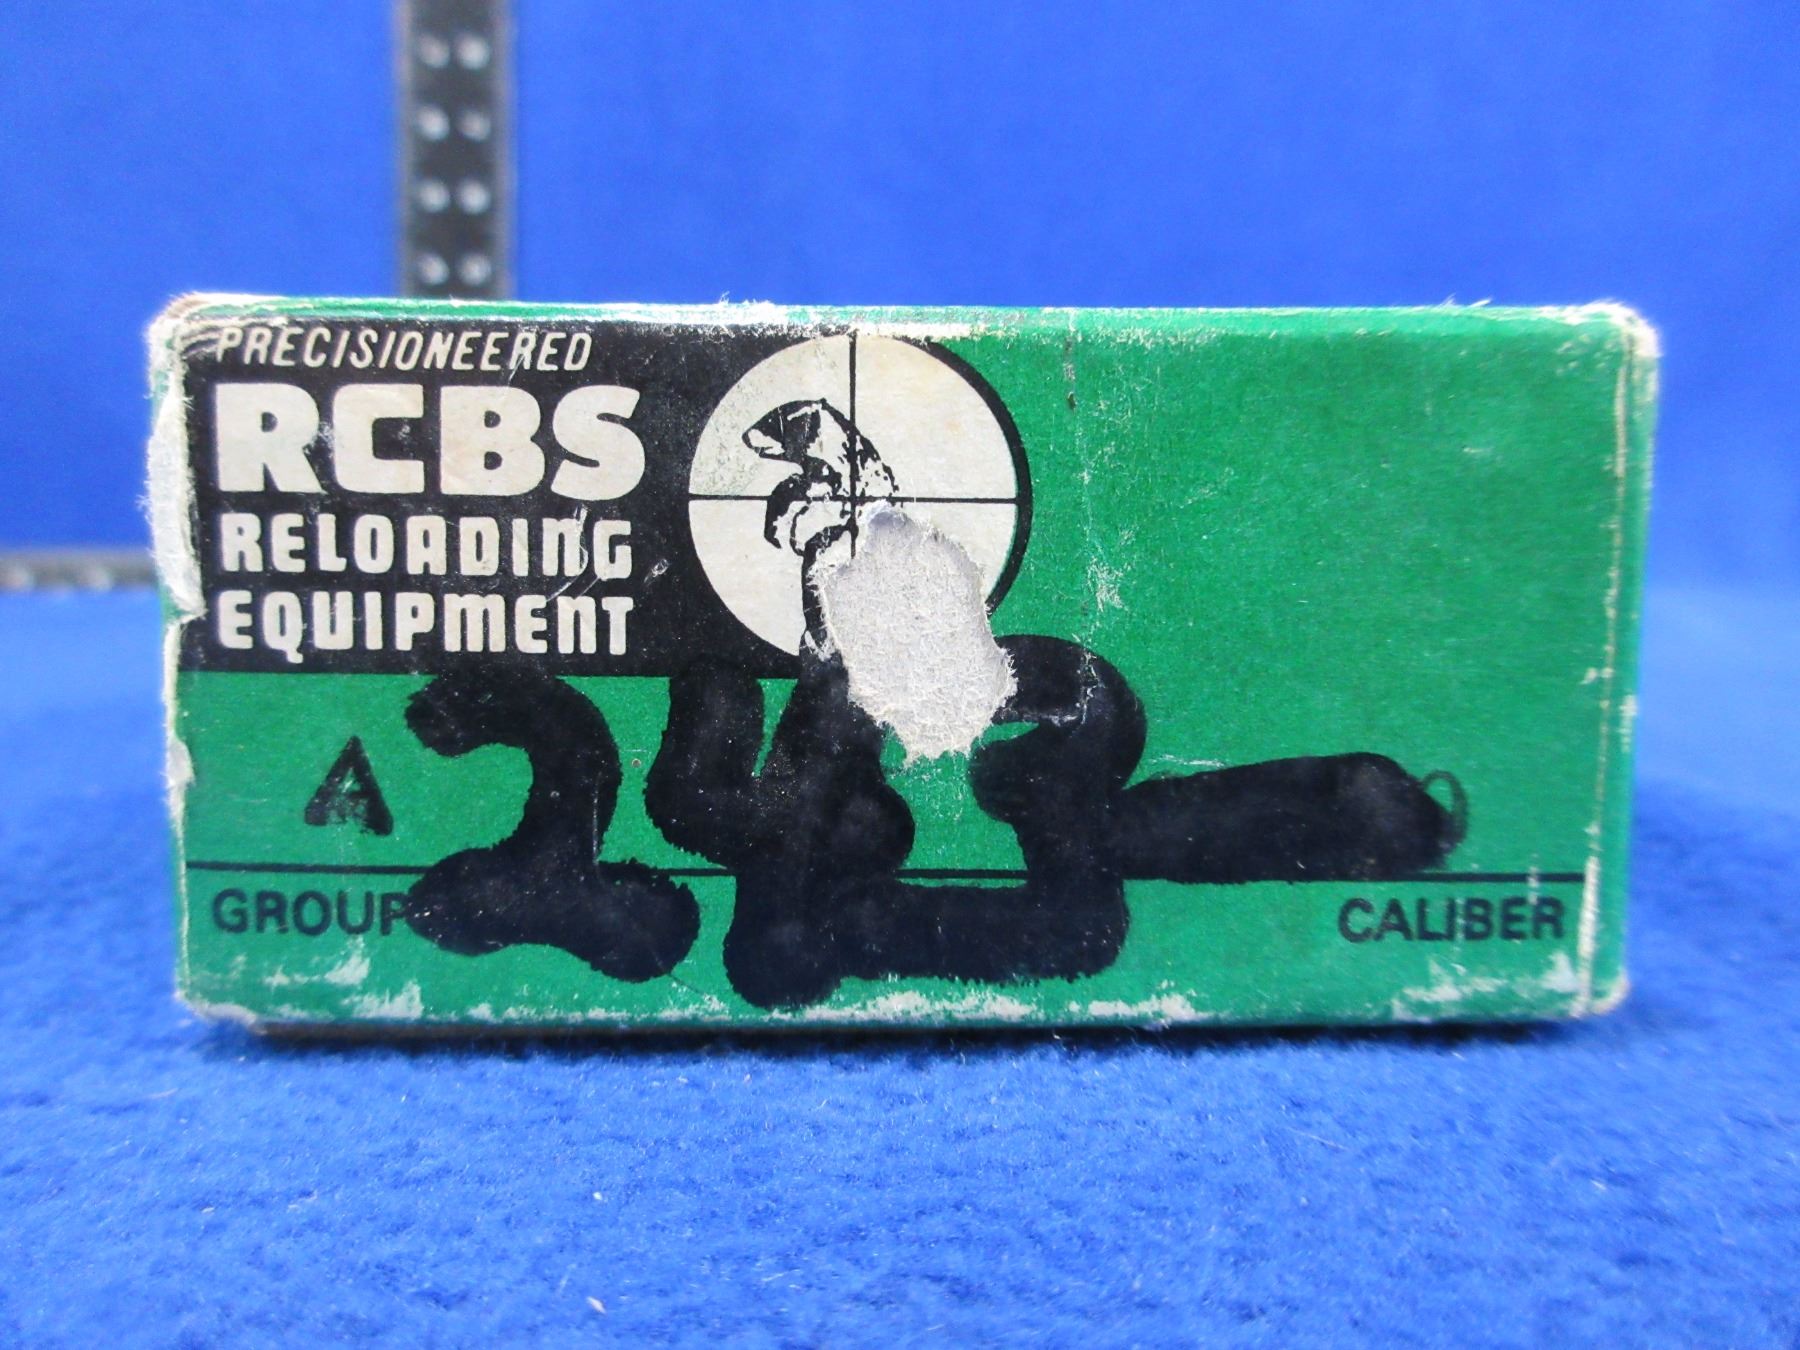 PRECISIONEERED
RCBS
RELOADING
EQUIPMENT
A 243
GROUP CALIBER